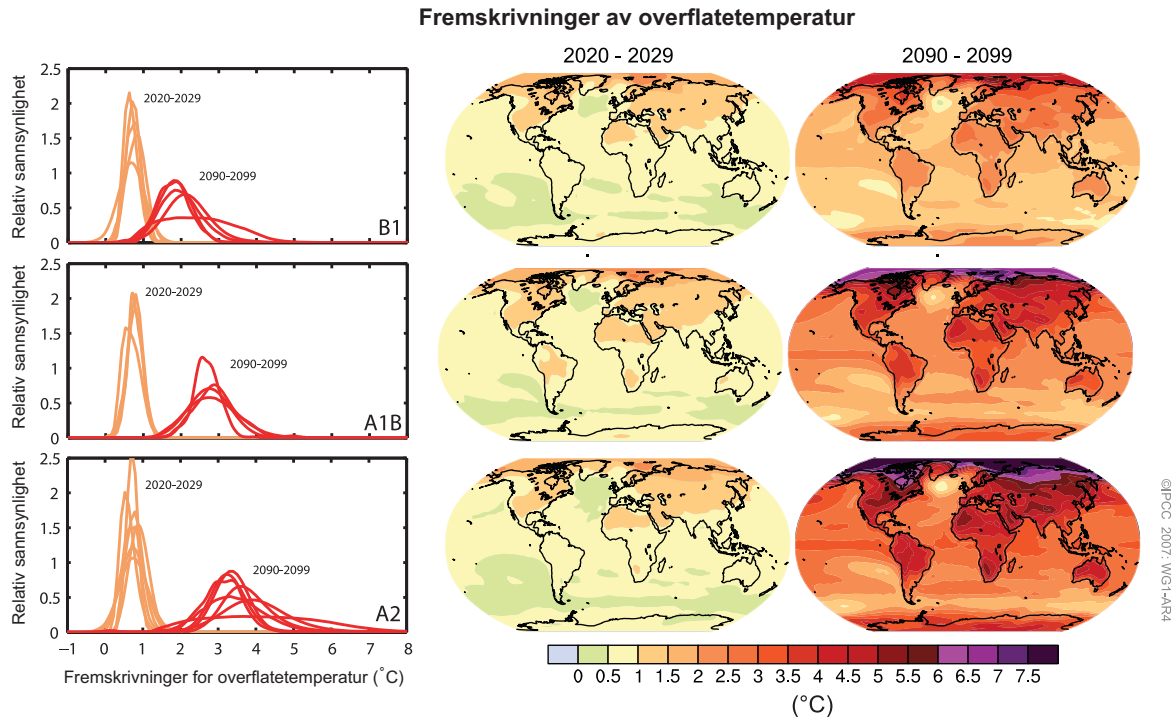 Fremskrivninger av overflatetemperatur
2020 - 2029
2090 - 2099
Relativ sannsynlighet
2.5
2
1.5
1
0.5
0
2020-2029
2090-2099
B1
Relativ sannsynlighet
2.5
2
1.5
1
0.5
0
2020-2029
2090-2099
A1B
Relativ sannsynlighet
2.5
2
1.5
1
0.5
0
2020-2029
2090-2099
A2
−1 0 1 2 3 4 5 6 7 8
Fremskrivninger for overflatetemperatur (°C)
0 0.5 1 1.5 2 2.5 3 3.5 4 4.5 5 5.5 6 6.5 7 7.5
(°C)
©IPCC 2007: WG1-AR4